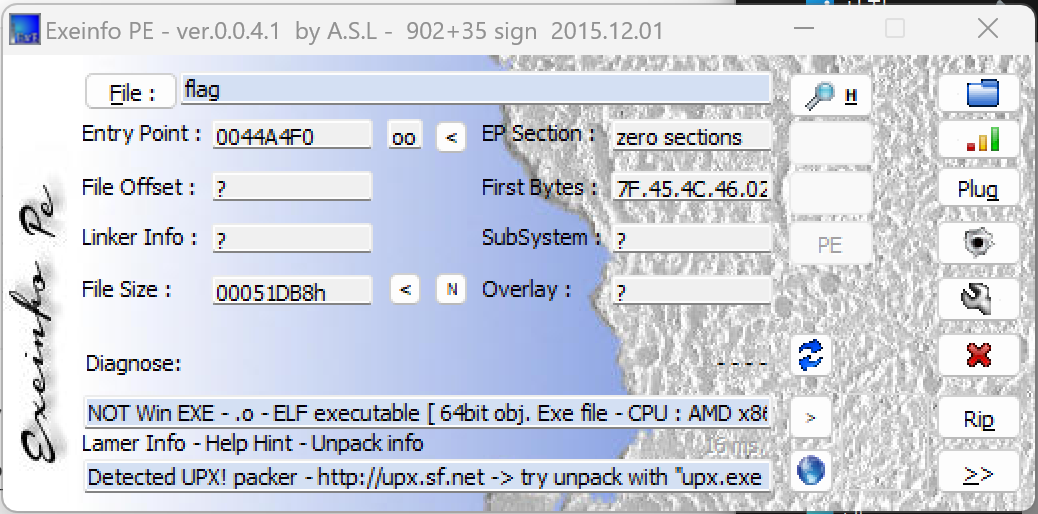 Exeinfo PE - ver.0.0.4.1 by A.S.L - 902+35 sign 2015.12.01
File : flag H
Entry Point : 0044A4F0 oo < EP Section : zero sections
File Offset : ? First Bytes : 7F.45.4C.46.02 Plug
Linker Info : ? SubSystem : ? PE
File Size : 00051DB8h < N Overlay : ?
Diagnose: - - - -
NOT Win EXE - .o - ELF executable [ 64bit obj. Exe file - CPU : AMD x86 > Rip
Lamer Info - Help Hint - Unpack info 16 ms.
Detected UPX! packer - http://upx.sf.net -> try unpack with "upx.exe >>
Exeinfo Pe